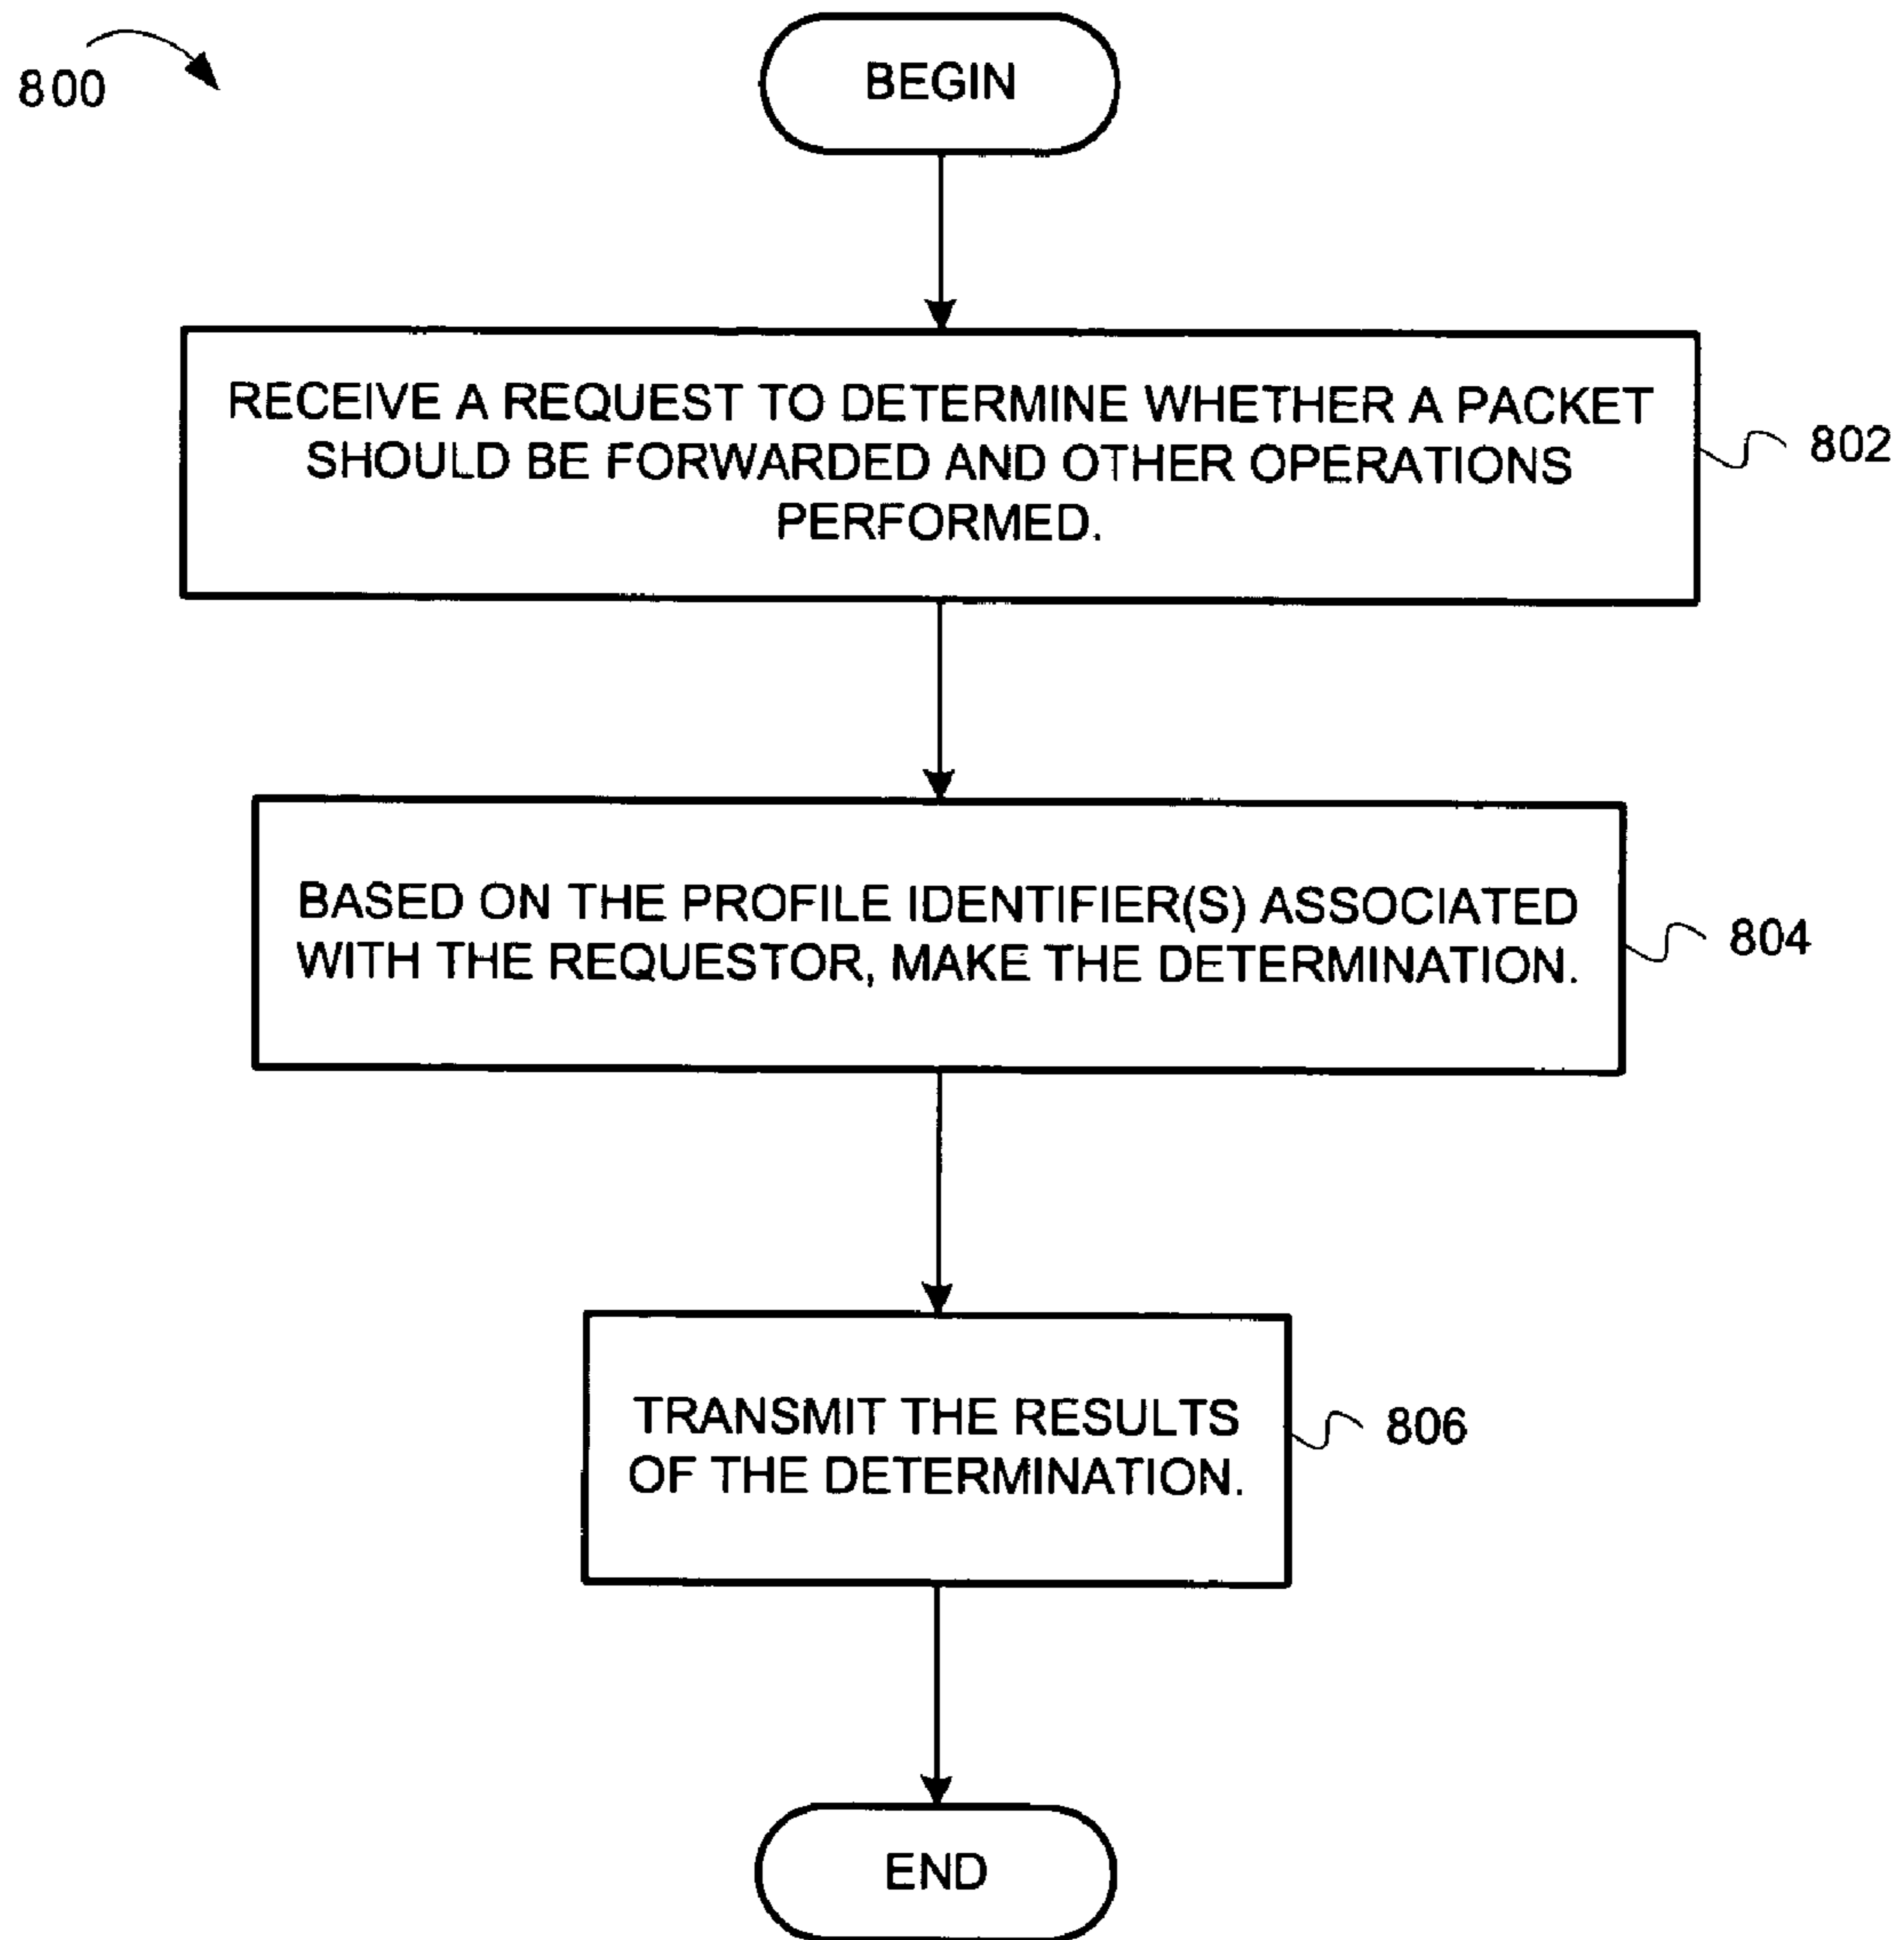 800
BEGIN
RECEIVE A REQUEST TO DETERMINE WHETHER A PACKET
SHOULD BE FORWARDED AND OTHER OPERATIONS
PERFORMED.
802
BASED ON THE PROFILE IDENTIFIER(S) ASSOCIATED
WITH THE REQUESTOR, MAKE THE DETERMINATION.
804
TRANSMIT THE RESULTS
OF THE DETERMINATION.
806
END